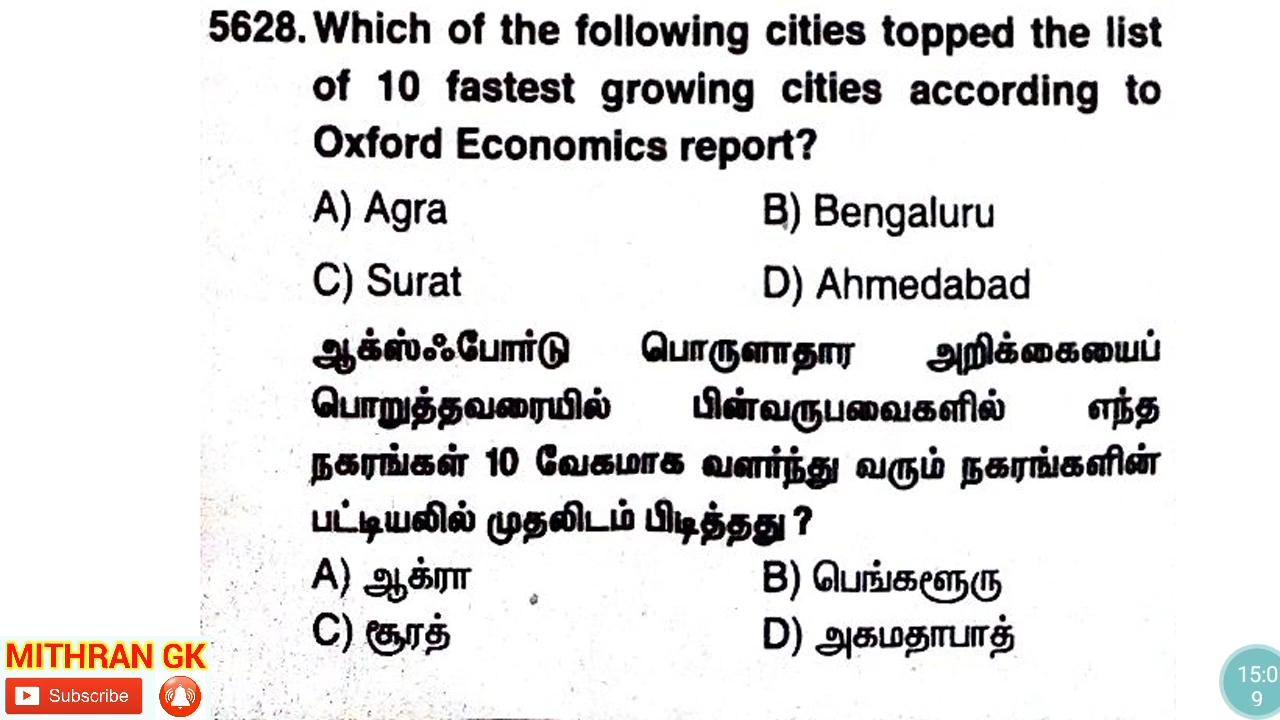 5628. Which of the following cities topped the list
of 10 fastest growing cities according to
Oxford Economics report?
A) Agra B) Bengaluru
C) Surat D) Ahmedabad
ஆக்ஸ்ஃபோர்டு பொருளாதார அறிக்கையைப்
பொறுத்தவரையில் பின்வருபவைகளில் எந்த
நகரங்கள் 10 வேகமாக வளர்ந்து வரும் நகரங்களின்
பட்டியலில் முதலிடம் பிடித்தது ?
A) ஆக்ரா B) பெங்களூரு
C) சூரத் D) அகமதாபாத்
MITHRAN GK
Subscribe
15:0
9